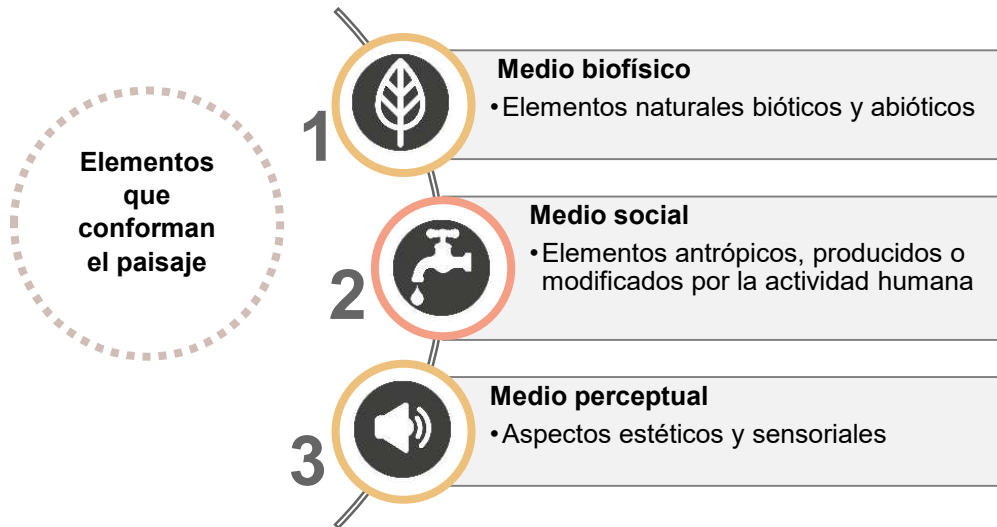 Elementos
que
conforman
el paisaje
1
Medio biofísico
•Elementos naturales bióticos y abióticos
2
Medio social
•Elementos antrópicos, producidos o
modificados por la actividad humana
3
Medio perceptual
•Aspectos estéticos y sensoriales